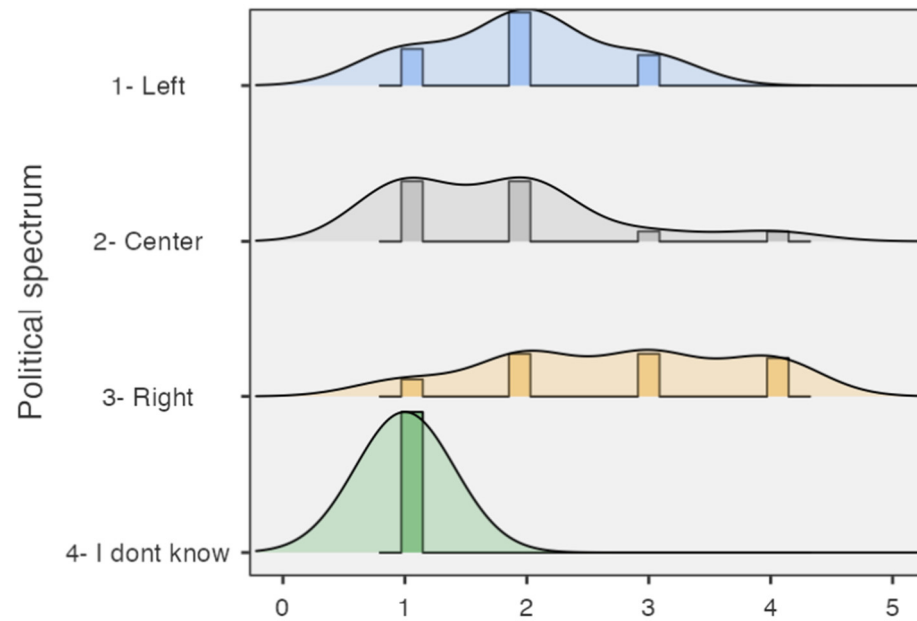 Political spectrum
1- Left
2- Center
3- Right
4- I dont know
0 1 2 3 4 5